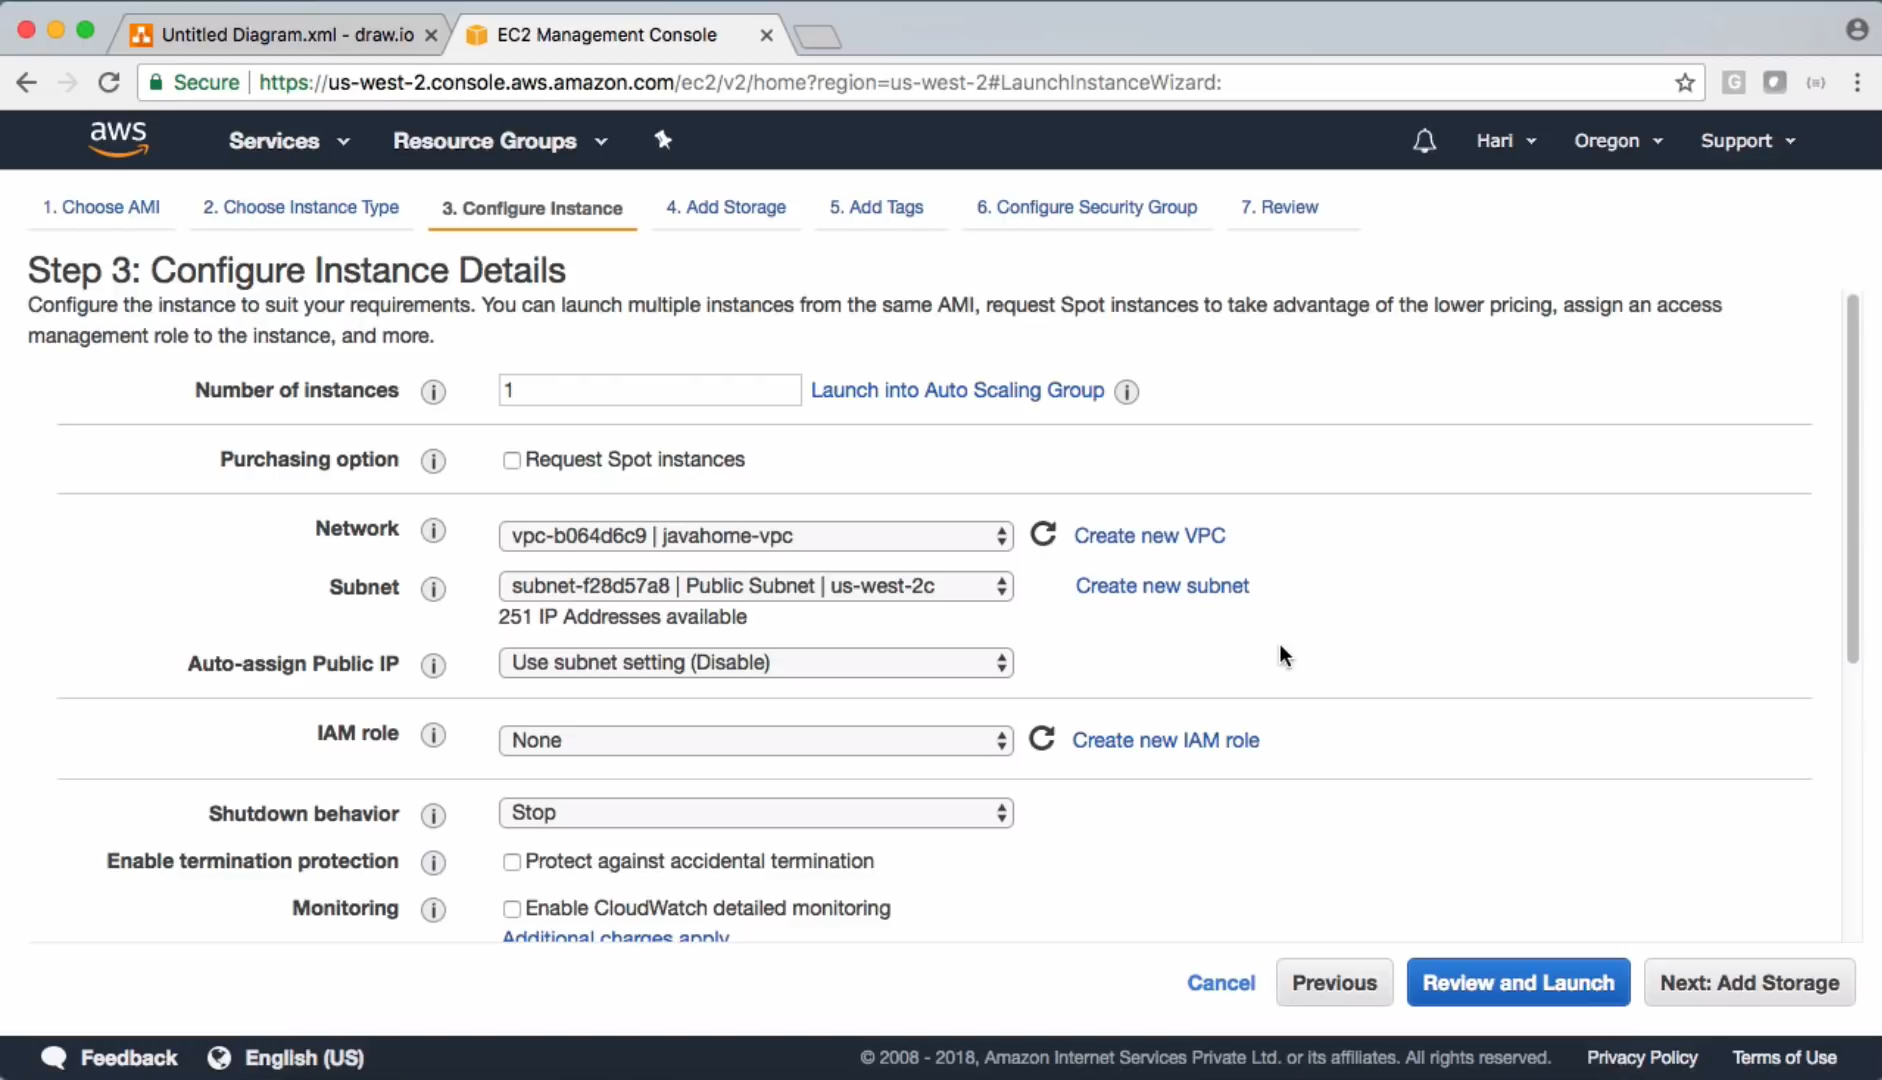 Untitled Diagram.xml - draw.io
EC2 Management Console
Secure
https://us-west-2.console.aws.amazon.com/ec2/v2/home?region=us-west-2#LaunchInstanceWizard:
G
aws
Services
Resource Groups
Hari
Oregon
Support
1. Choose AMI
2. Choose Instance Type
3. Configure Instance
4. Add Storage
5. Add Tags
6. Configure Security Group
7. Review
Step 3: Configure Instance Details
Configure the instance to suit your requirements. You can launch multiple instances from the same AMI, request Spot instances to take advantage of the lower pricing, assign an access
management role to the instance, and more.
Number of instances
i
1
Launch into Auto Scaling Group
i
Purchasing option
i
Request Spot instances
Network
i
vpc-b064d6c9 | javahome-vpc
Create new VPC
Subnet
i
subnet-f28d57a8 | Public Subnet | us-west-2c
Create new subnet
251 IP Addresses available
Auto-assign Public IP
i
Use subnet setting (Disable)
IAM role
i
None
Create new IAM role
Shutdown behavior
i
Stop
Enable termination protection
i
Protect against accidental termination
Monitoring
i
Enable CloudWatch detailed monitoring
Additional charges apply
Cancel
Previous
Review and Launch
Next: Add Storage
Feedback
English (US)
© 2008 - 2018, Amazon Internet Services Private Ltd. or its affiliates. All rights reserved.
Privacy Policy
Terms of Use